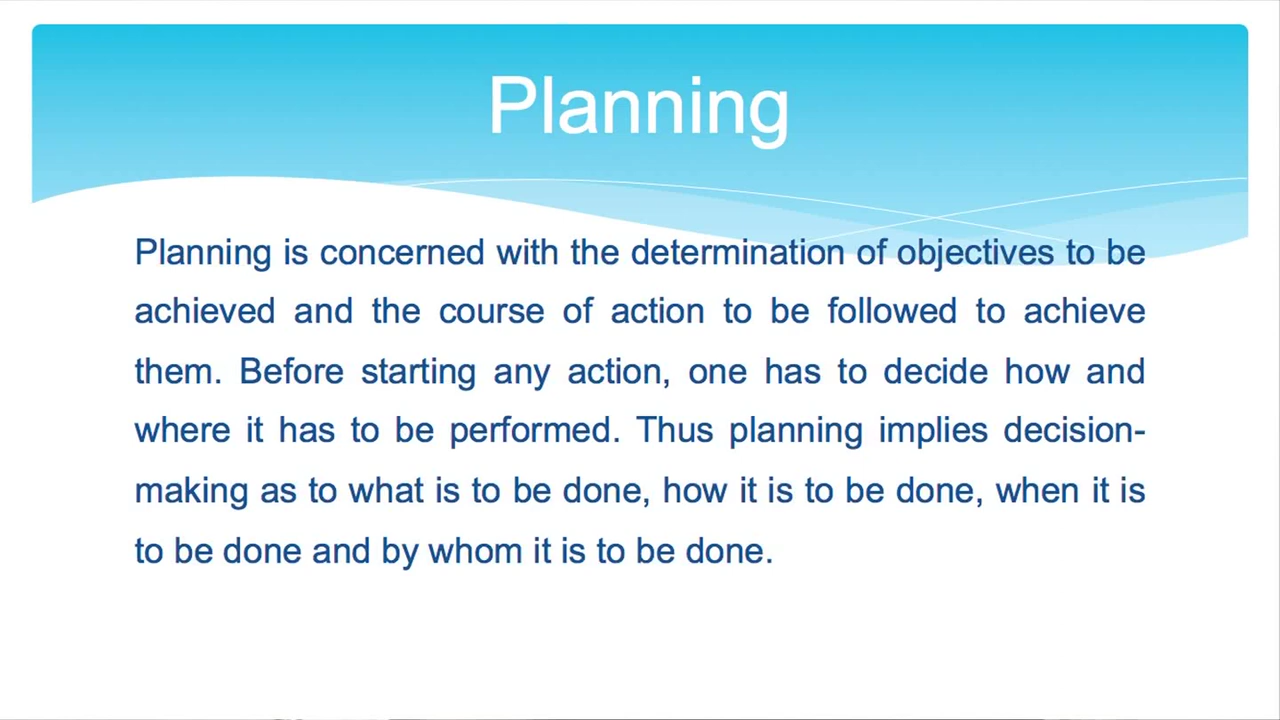 Planning
Planning is concerned with the determination of objectives to be
achieved and the course of action to be followed to achieve
them. Before starting any action, one has to decide how and
where it has to be performed. Thus planning implies decision-
making as to what is to be done, how it is to be done, when it is
to be done and by whom it is to be done.